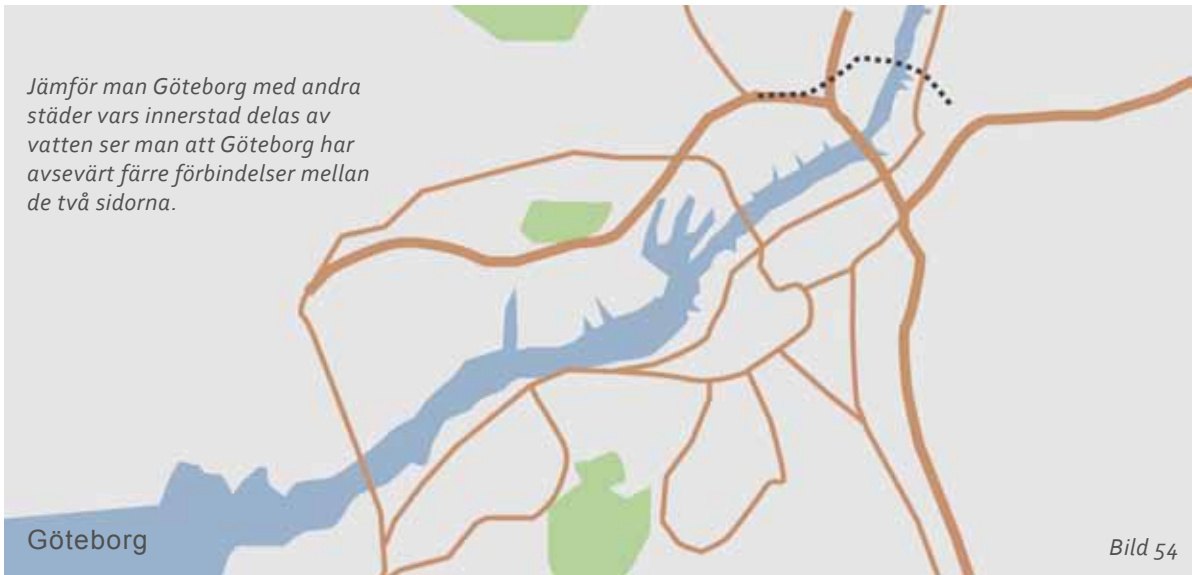 Jämför man Göteborg med andra
städer vars innerstad delas av
vatten ser man att Göteborg har
avsevärt färre förbindelser mellan
de två sidorna.
Göteborg
Bild 54